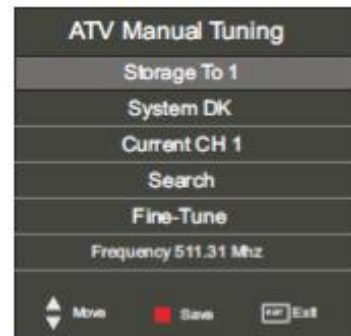 ATV Manual Tuning
Storage To 1
System DK
Current CH 1
Search
Fine-Tune
Frequency 511.31 Mhz
Move Save EXIT Exit